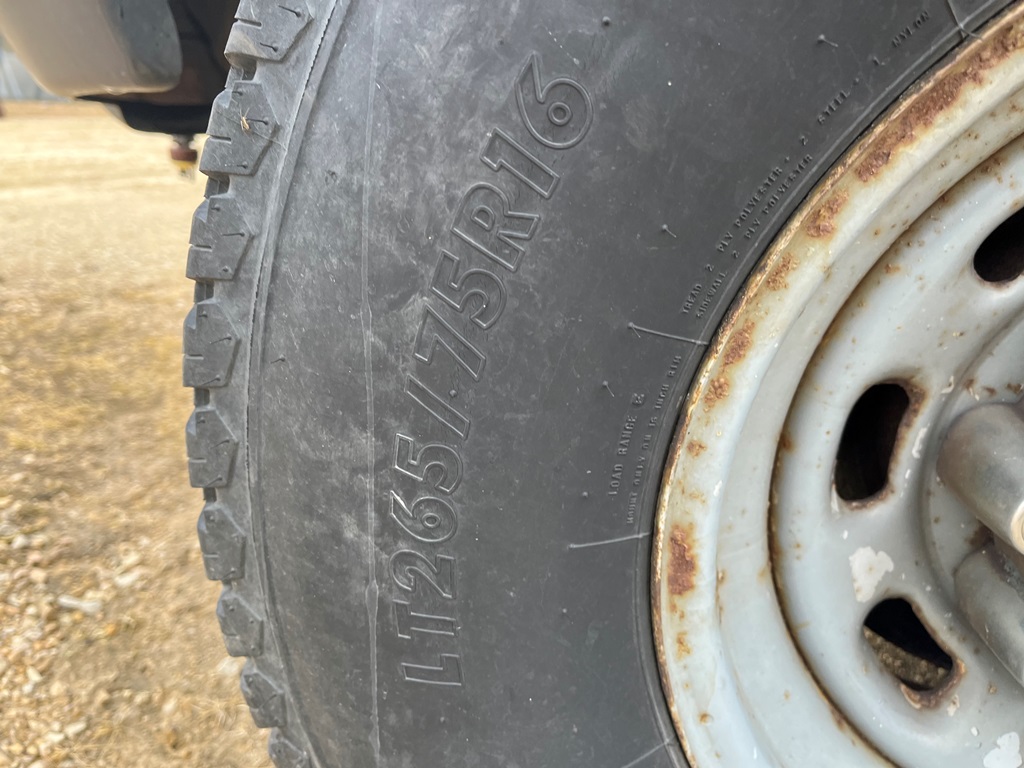 LT265/75R16
TREAD 2 PLY POLYESTER + 2 STEEL + 1 NYLON
SIDEWALL 2 PLY POLYESTER
LOAD RANGE